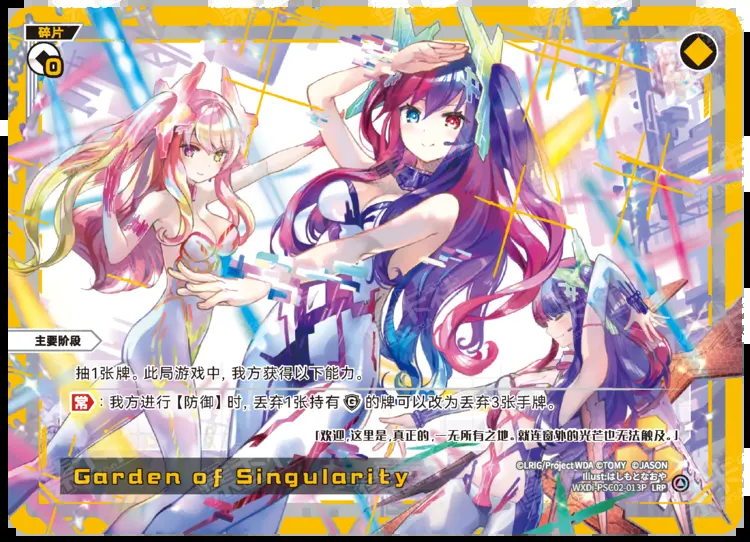 碎片
0
主要阶段
抽1张牌。此局游戏中，我方获得以下能力。
常：我方进行【防御】时，丢弃1张持有 G 的牌可以改为丢弃3张手牌。
「欢迎，这里是，真正的，一无所有之地。就连窗外的光芒也无法触及。」
Garden of Singularity
©LRIG/Project WDA ©TOMY ©JASON
Illust:はしもとなおや
WXDi-PSC02-013P LRP